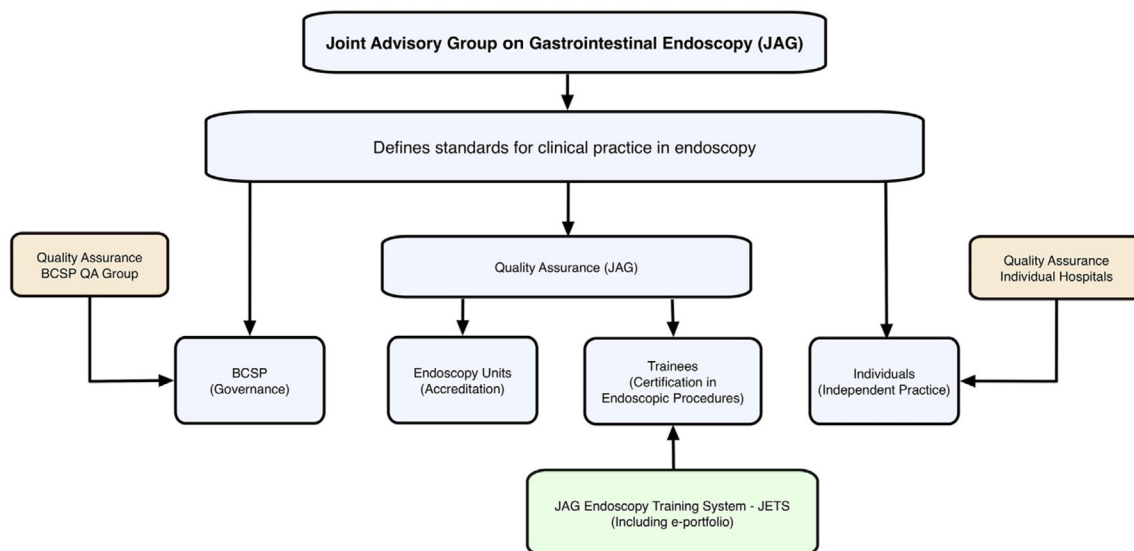 Joint Advisory Group on Gastrointestinal Endoscopy (JAG)
Defines standards for clinical practice in endoscopy
Quality Assurance
BCSP QA Group
Quality Assurance (JAG)
Quality Assurance
Individual Hospitals
BCSP
(Governance)
Endoscopy Units
(Accreditation)
Trainees
(Certification in
Endoscopic Procedures)
Individuals
(Independent Practice)
JAG Endoscopy Training System - JETS
(Including e-portfolio)